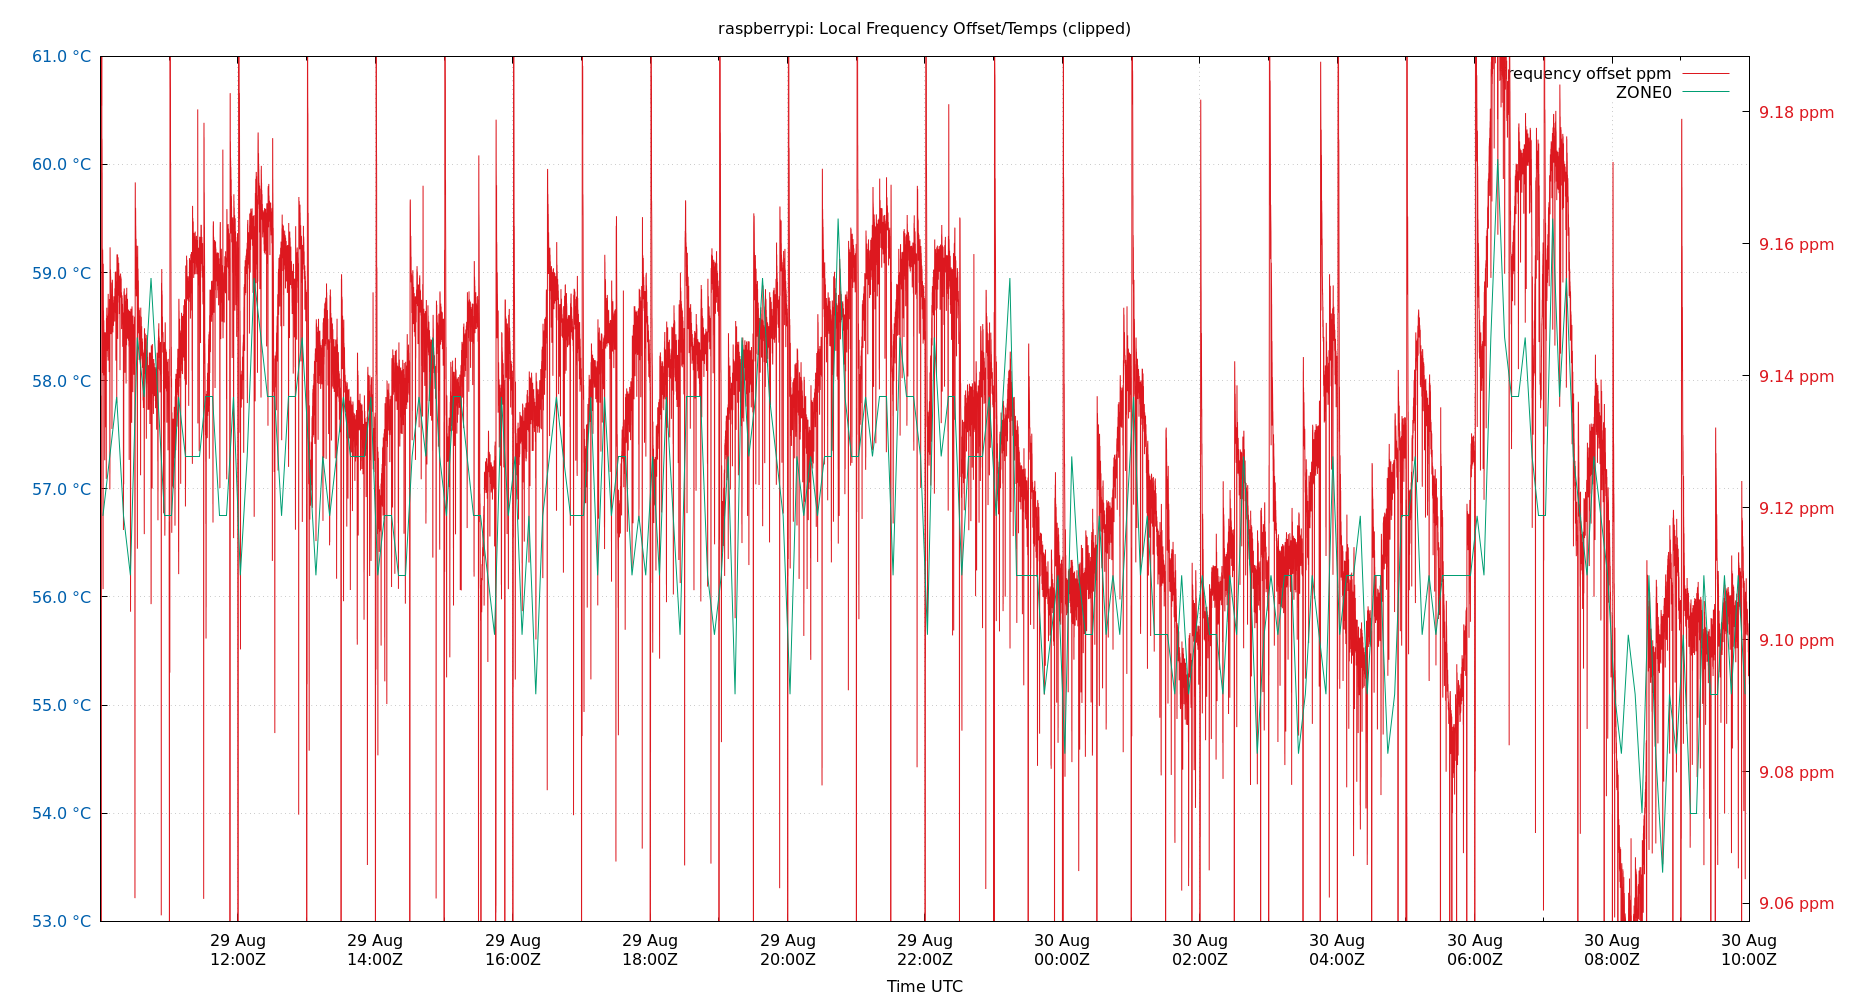 raspberrypi: Local Frequency Offset/Temps (clipped)
61.0 °C
60.0 °C
59.0 °C
58.0 °C
57.0 °C
56.0 °C
55.0 °C
54.0 °C
53.0 °C
requency offset ppm
ZONE0
9.18 ppm
9.16 ppm
9.14 ppm
9.12 ppm
9.10 ppm
9.08 ppm
9.06 ppm
29 Aug
12:00Z
29 Aug
14:00Z
29 Aug
16:00Z
29 Aug
18:00Z
29 Aug
20:00Z
29 Aug
22:00Z
30 Aug
00:00Z
30 Aug
02:00Z
30 Aug
04:00Z
30 Aug
06:00Z
30 Aug
08:00Z
30 Aug
10:00Z
Time UTC